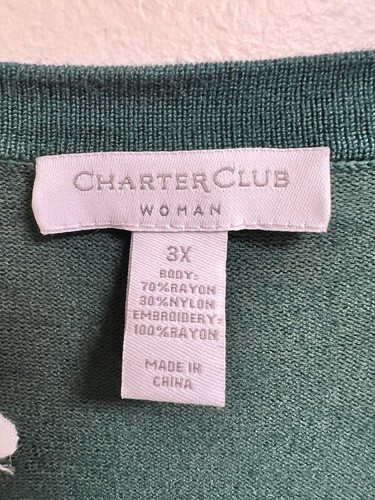 CHARTER CLUB
WOMAN
3X
BODY:
70%RAYON
30%NYLON
EMBROIDERY:
100%RAYON
MADE IN
CHINA